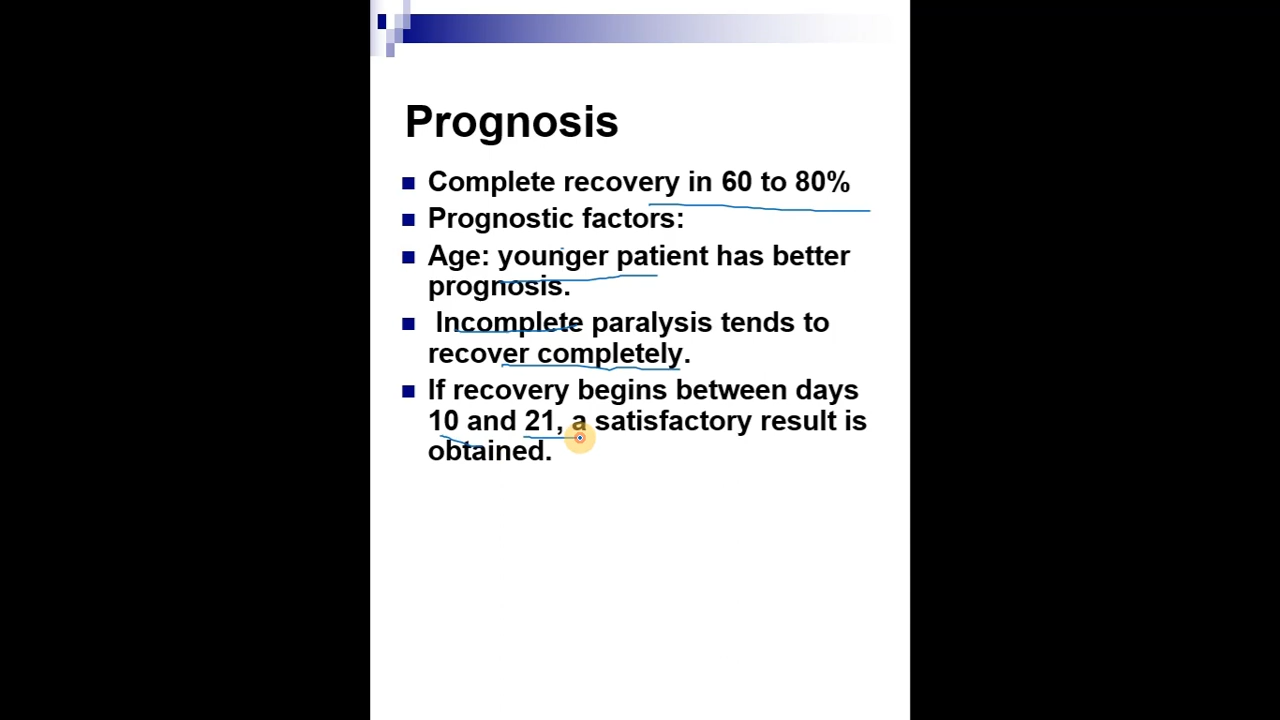 Prognosis
Complete recovery in 60 to 80%
Prognostic factors:
Age: younger patient has better
prognosis.
Incomplete paralysis tends to
recover completely.
If recovery begins between days
10 and 21, a satisfactory result is
obtained.